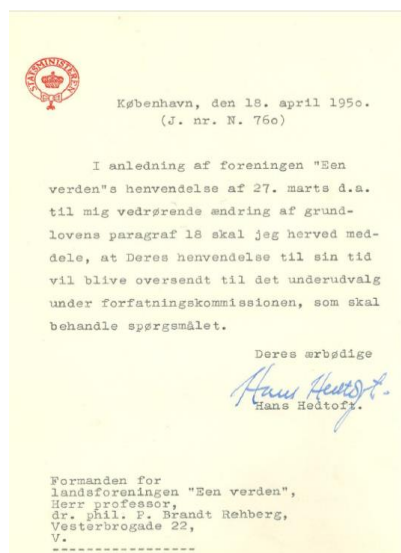 STATSMINISTEREN
København, den 18. april 195o.
(J. nr. N. 76o)
I anledning af foreningen "Een
verden"s henvendelse af 27. marts d.a.
til mig vedrørende ændring af grund-
lovens paragraf 18 skal jeg herved med-
dele, at Deres henvendelse til sin tid
vil blive oversendt til det underudvalg
under forfatningskommissionen, som skal
behandle spørgsmålet.
Deres ærbødige
Hans Hedtoft.
Hans Hedtoft.
Formanden for
landsforeningen "Een verden",
Herr professor,
dr. phil. P. Brandt Rehberg,
Vesterbrogade 22,
V.
-----------------